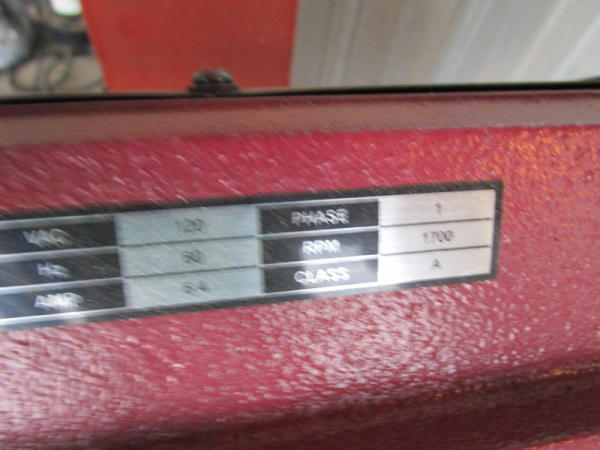 VAC 120 PHASE 1
Hz 60 RPM 1700
AMP 6.4 CLASS A